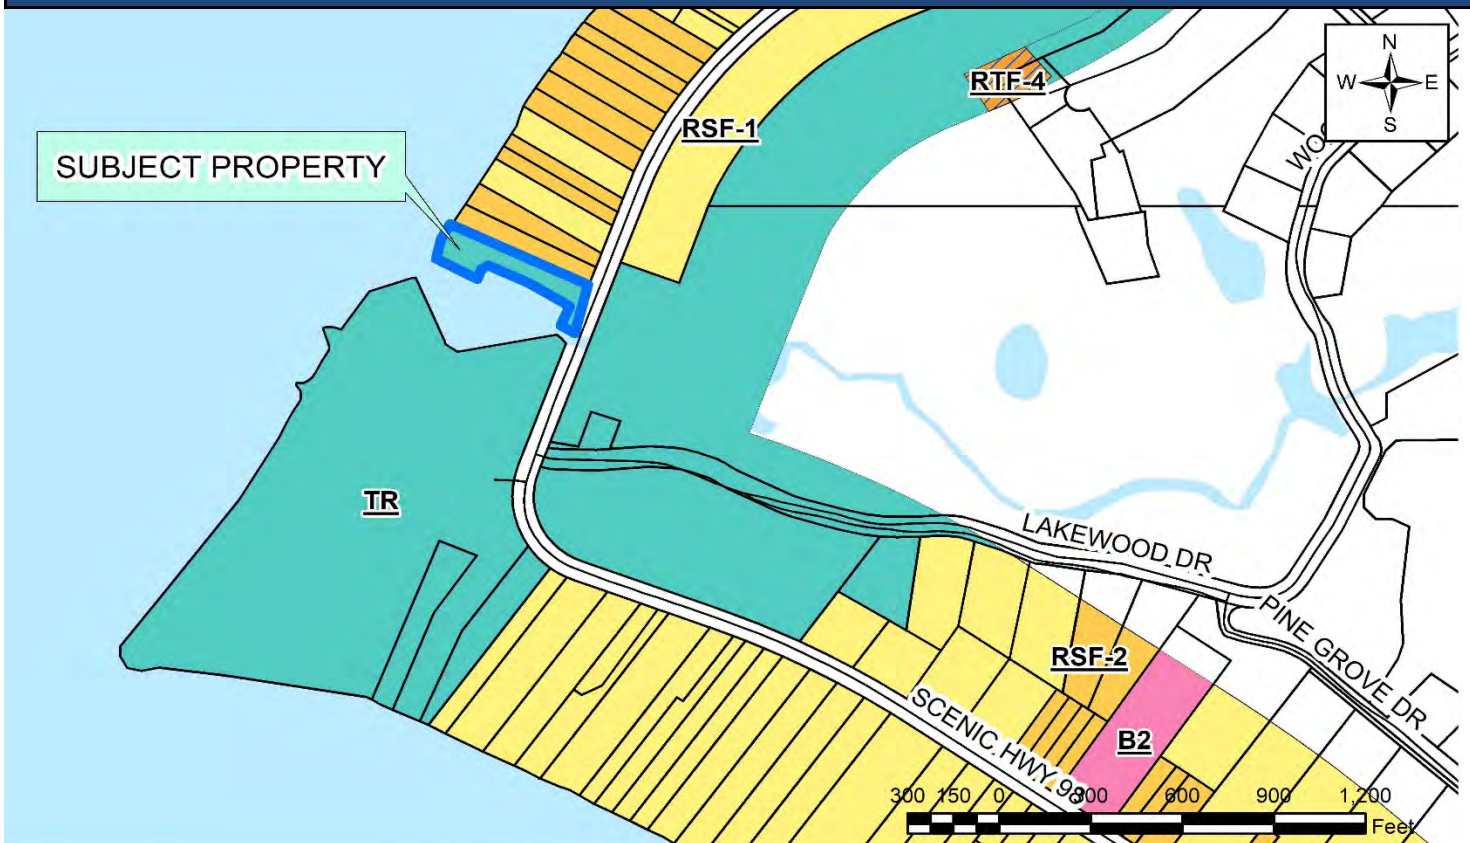 N
W E
S
RTF-4
RSF-1
SUBJECT PROPERTY
TR
LAKEWOOD DR
PINE GROVE DR
RSF-2
SCENIC HWY 98
B2
300 150 0 300 600 900 1,200
Feet